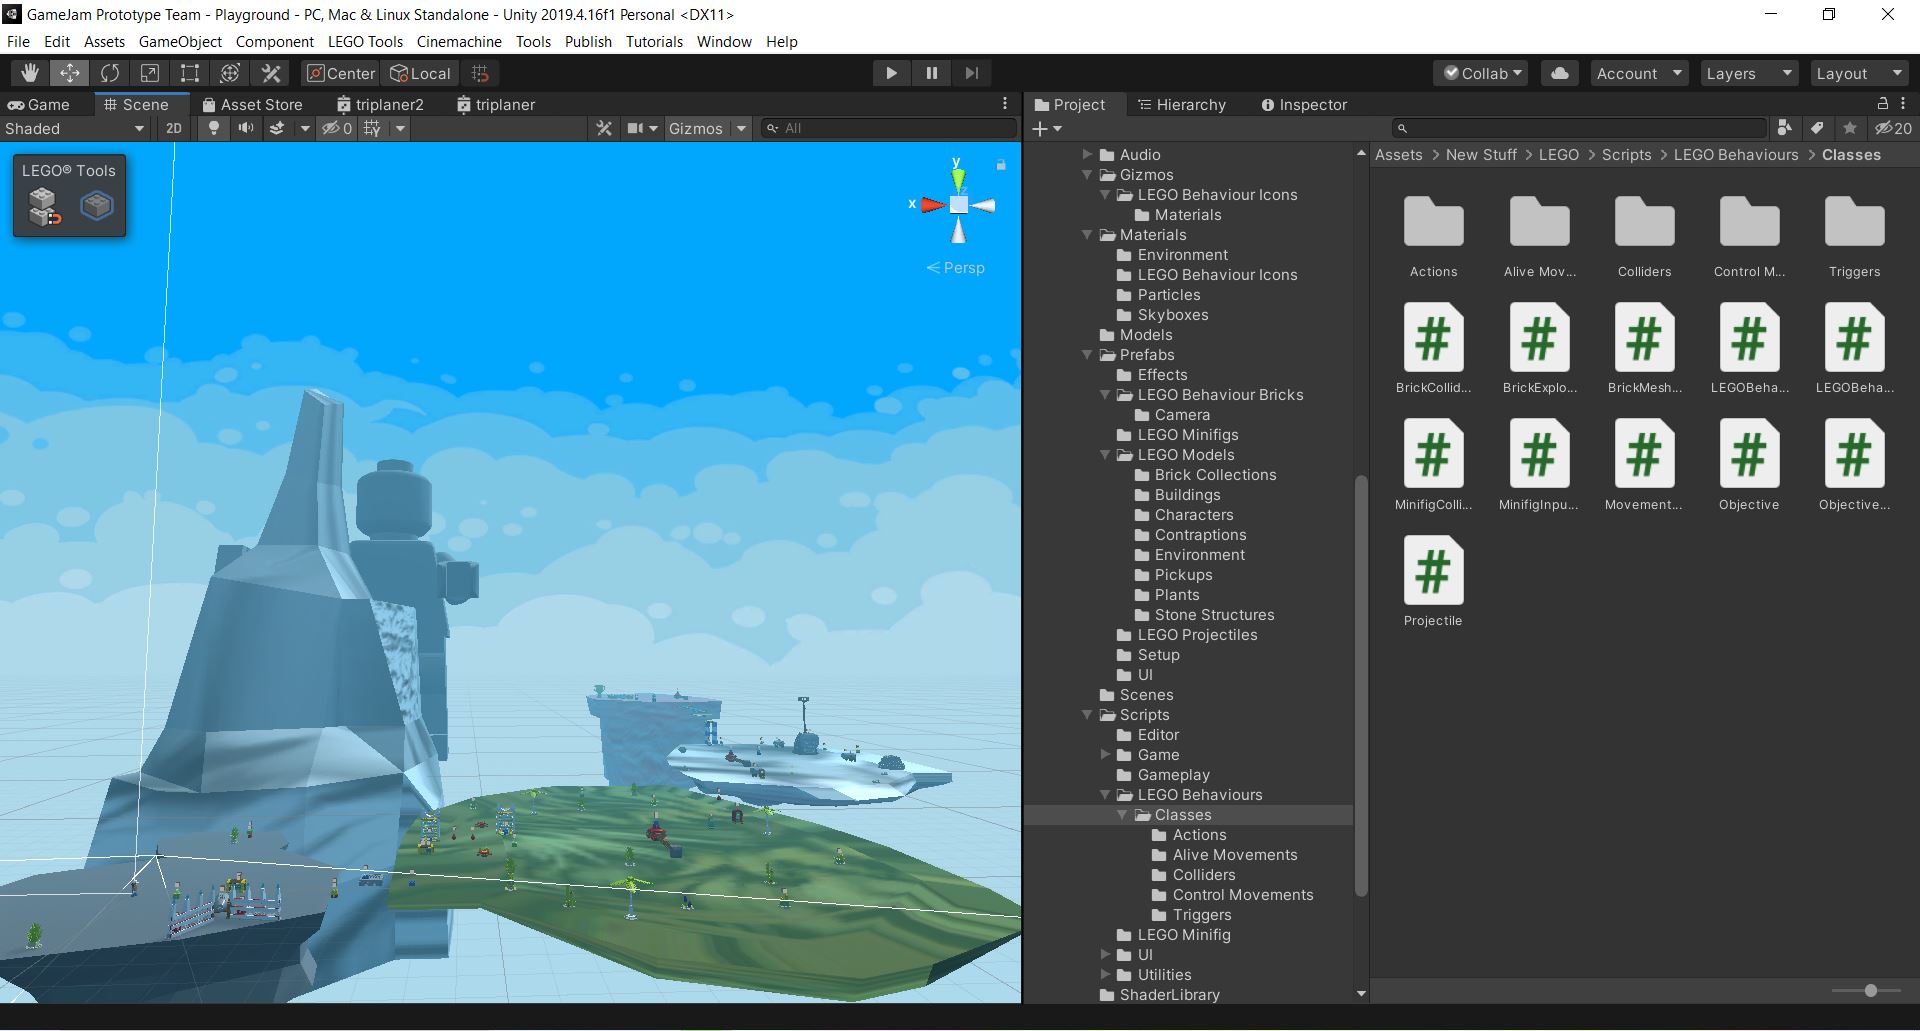 GameJam Prototype Team - Playground - PC, Mac & Linux Standalone - Unity 2019.4.16f1 Personal <DX11>
File Edit Assets GameObject Component LEGO Tools Cinemachine Tools Publish Tutorials Window Help
Center Local Collab Account Layers Layout
Game Scene Asset Store triplaner2 triplaner
Shaded 2D 0 Gizmos All
LEGO® Tools
y
x
z
Persp
Project Hierarchy Inspector
20
Audio
Gizmos
LEGO Behaviour Icons
Materials
Materials
Environment
LEGO Behaviour Icons
Particles
Skyboxes
Models
Prefabs
Effects
LEGO Behaviour Bricks
Camera
LEGO Minifigs
LEGO Models
Brick Collections
Buildings
Characters
Contraptions
Environment
Pickups
Plants
Stone Structures
LEGO Projectiles
Setup
UI
Scenes
Scripts
Editor
Game
Gameplay
LEGO Behaviours
Classes
Actions
Alive Movements
Colliders
Control Movements
Triggers
LEGO Minifig
UI
Utilities
ShaderLibrary
Assets > New Stuff > LEGO > Scripts > LEGO Behaviours > Classes
Actions Alive Mov... Colliders Control M... Triggers
# # # # #
BrickCollid... BrickExplo... BrickMesh... LEGOBeha... LEGOBeha...
# # # # #
MinifigColli... MinifigInpu... Movement... Objective Objective...
#
Projectile